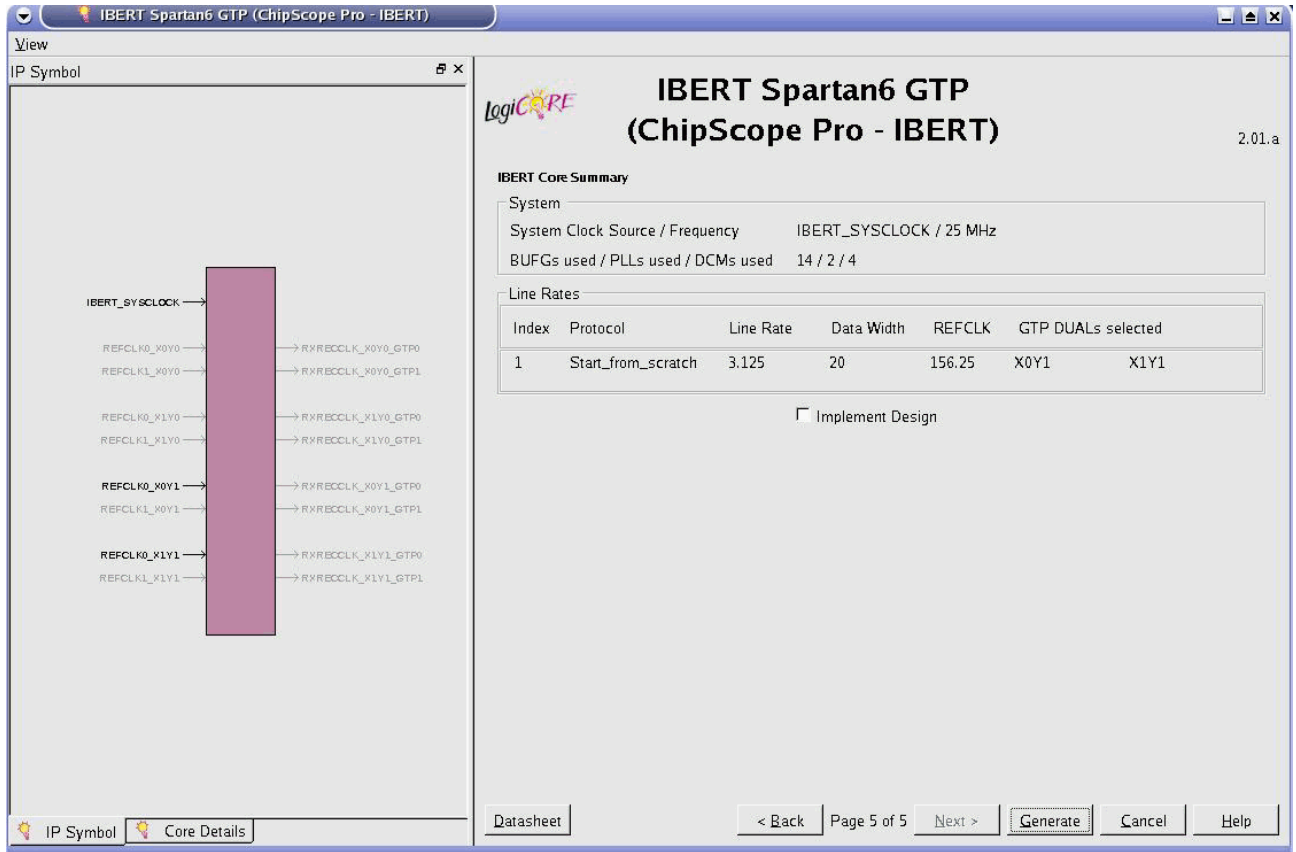 IBERT Spartan6 GTP (ChipScope Pro - IBERT)
View
IP Symbol
IBERT_SYSCLOCK
REFCLK0_X0Y0
RXRECCLK_X0Y0_GTP0
REFCLK1_X0Y0
RXRECCLK_X0Y0_GTP1
REFCLK0_X1Y0
RXRECCLK_X1Y0_GTP0
REFCLK1_X1Y0
RXRECCLK_X1Y0_GTP1
REFCLK0_X0Y1
RXRECCLK_X0Y1_GTP0
REFCLK1_X0Y1
RXRECCLK_X0Y1_GTP1
REFCLK0_X1Y1
RXRECCLK_X1Y1_GTP0
REFCLK1_X1Y1
RXRECCLK_X1Y1_GTP1
IP Symbol
Core Details
logiCORE
IBERT Spartan6 GTP
(ChipScope Pro - IBERT)
2.01.a
IBERT Core Summary
System
System Clock Source / Frequency IBERT_SYSCLOCK / 25 MHz
BUFGs used / PLLs used / DCMs used 14 / 2 / 4
Line Rates
Index Protocol Line Rate Data Width REFCLK GTP DUALs selected
1 Start_from_scratch 3.125 20 156.25 X0Y1 X1Y1
Implement Design
Datasheet
< Back
Page 5 of 5
Next >
Generate
Cancel
Help